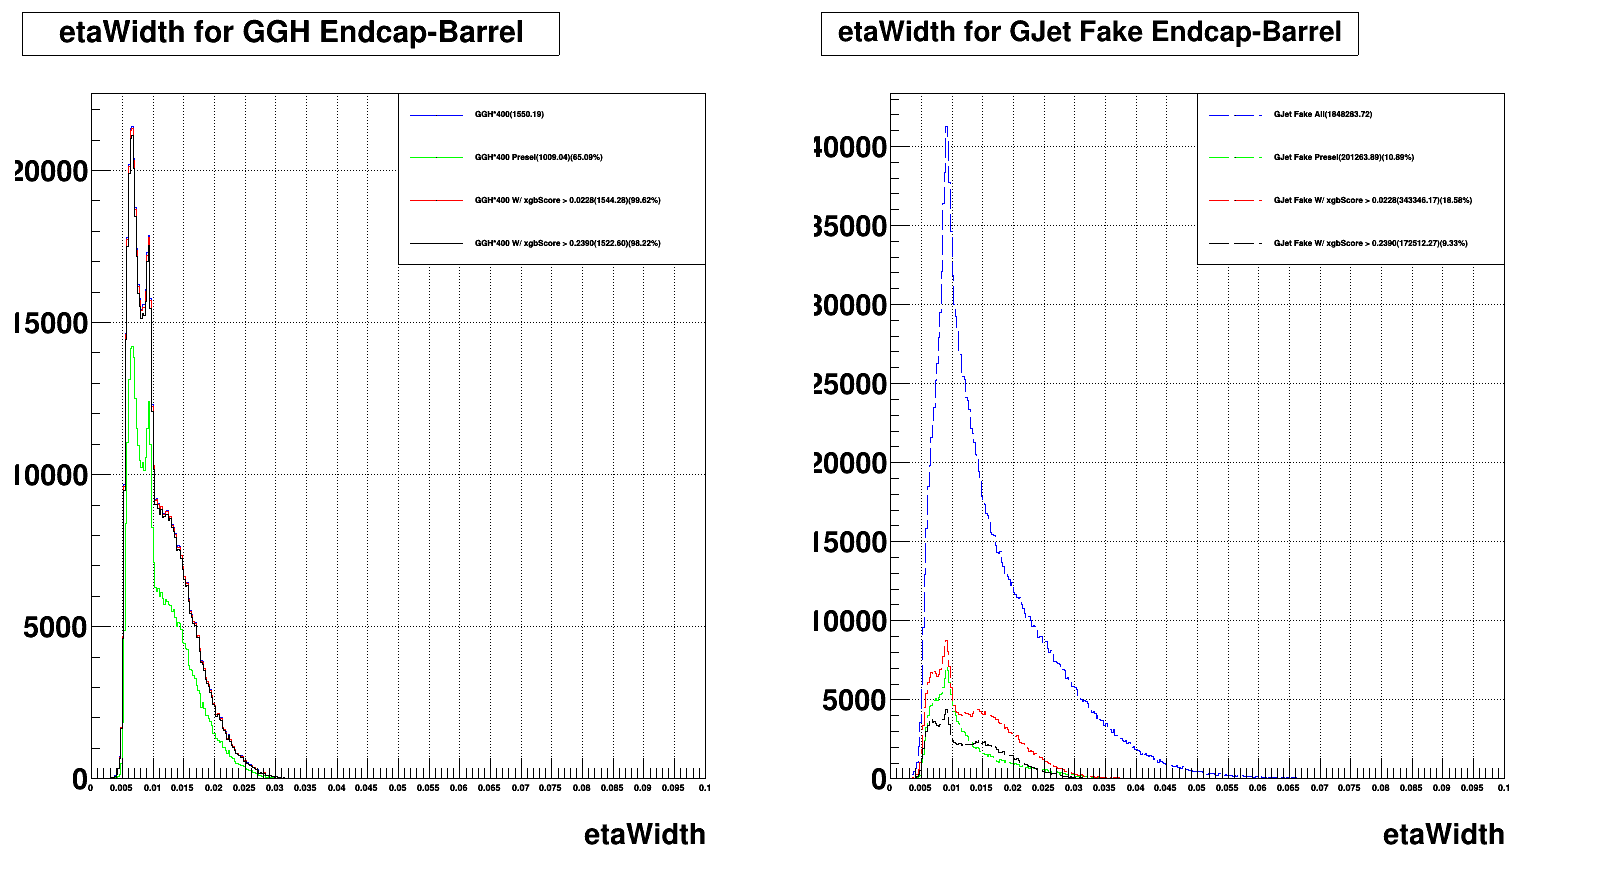 etaWidth for GGH Endcap-Barrel
GGH*400(1550.19)
GGH*400 Presel(1009.04)(65.09%)
GGH*400 W/ xgbScore > 0.0228(1544.28)(99.62%)
GGH*400 W/ xgbScore > 0.2390(1522.60)(98.22%)
20000
15000
10000
5000
0
0 0.005 0.01 0.015 0.02 0.025 0.03 0.035 0.04 0.045 0.05 0.055 0.06 0.065 0.07 0.075 0.08 0.085 0.09 0.095 0.1
etaWidth
etaWidth for GJet Fake Endcap-Barrel
GJet Fake All(1848283.72)
GJet Fake Presel(201263.89)(10.89%)
GJet Fake W/ xgbScore > 0.0228(343346.17)(18.58%)
GJet Fake W/ xgbScore > 0.2390(172512.27)(9.33%)
40000
35000
30000
25000
20000
15000
10000
5000
0
0 0.005 0.01 0.015 0.02 0.025 0.03 0.035 0.04 0.045 0.05 0.055 0.06 0.065 0.07 0.075 0.08 0.085 0.09 0.095 0.1
etaWidth